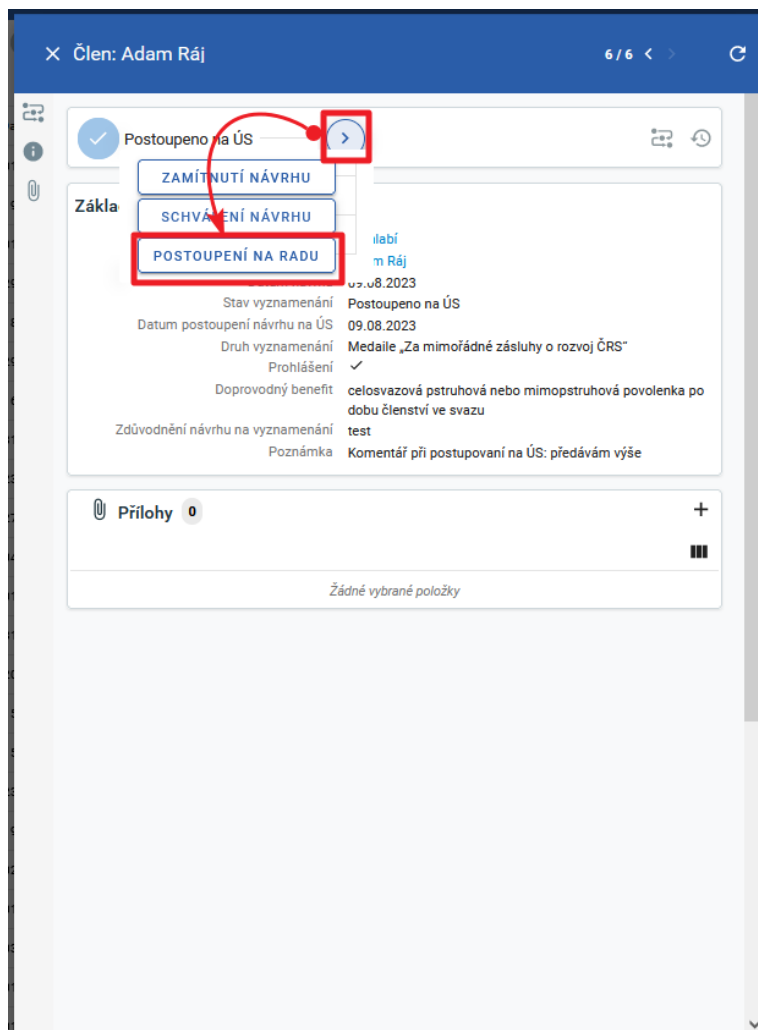 Člen: Adam Ráj
6 / 6
Postoupeno na ÚS
ZAMÍTNUTÍ NÁVRHU
SCHVÁLENÍ NÁVRHU
POSTOUPENÍ NA RADU
Základ
labí
m Ráj
09.08.2023
Stav vyznamenání Postoupeno na ÚS
Datum postoupení návrhu na ÚS 09.08.2023
Druh vyznamenání Medaile „Za mimořádné zásluhy o rozvoj ČRS“
Prohlášení
Doprovodný benefit celosvazová pstruhová nebo mimopstruhová povolenka po
dobu členství ve svazu
Zdůvodnění návrhu na vyznamenání test
Poznámka Komentář při postupovaní na ÚS: předávám výše
Přílohy 0
Žádné vybrané položky